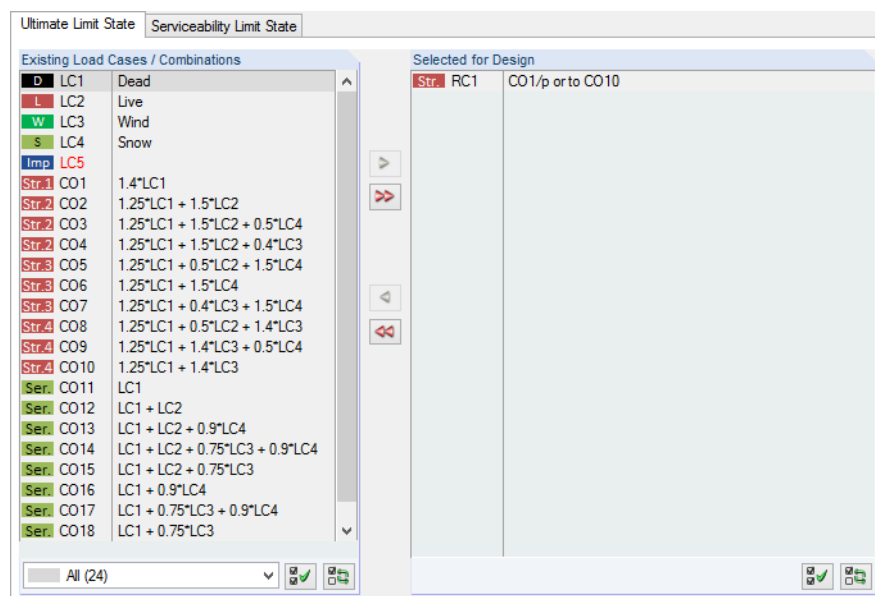 Ultimate Limit State Serviceability Limit State
Existing Load Cases / Combinations Selected for Design
D LC1 Dead Str. RC1 CO1/p or to CO10
L LC2 Live
W LC3 Wind
S LC4 Snow
Imp LC5
Str.1 CO1 1.4*LC1
Str.2 CO2 1.25*LC1 + 1.5*LC2
Str.2 CO3 1.25*LC1 + 1.5*LC2 + 0.5*LC4
Str.2 CO4 1.25*LC1 + 1.5*LC2 + 0.4*LC3
Str.3 CO5 1.25*LC1 + 0.5*LC2 + 1.5*LC4
Str.3 CO6 1.25*LC1 + 1.5*LC4
Str.3 CO7 1.25*LC1 + 0.4*LC3 + 1.5*LC4
Str.4 CO8 1.25*LC1 + 0.5*LC2 + 1.4*LC3
Str.4 CO9 1.25*LC1 + 1.4*LC3 + 0.5*LC4
Str.4 CO10 1.25*LC1 + 1.4*LC3
Ser. CO11 LC1
Ser. CO12 LC1 + LC2
Ser. CO13 LC1 + LC2 + 0.9*LC4
Ser. CO14 LC1 + LC2 + 0.75*LC3 + 0.9*LC4
Ser. CO15 LC1 + LC2 + 0.75*LC3
Ser. CO16 LC1 + 0.9*LC4
Ser. CO17 LC1 + 0.75*LC3 + 0.9*LC4
Ser. CO18 LC1 + 0.75*LC3
All (24)